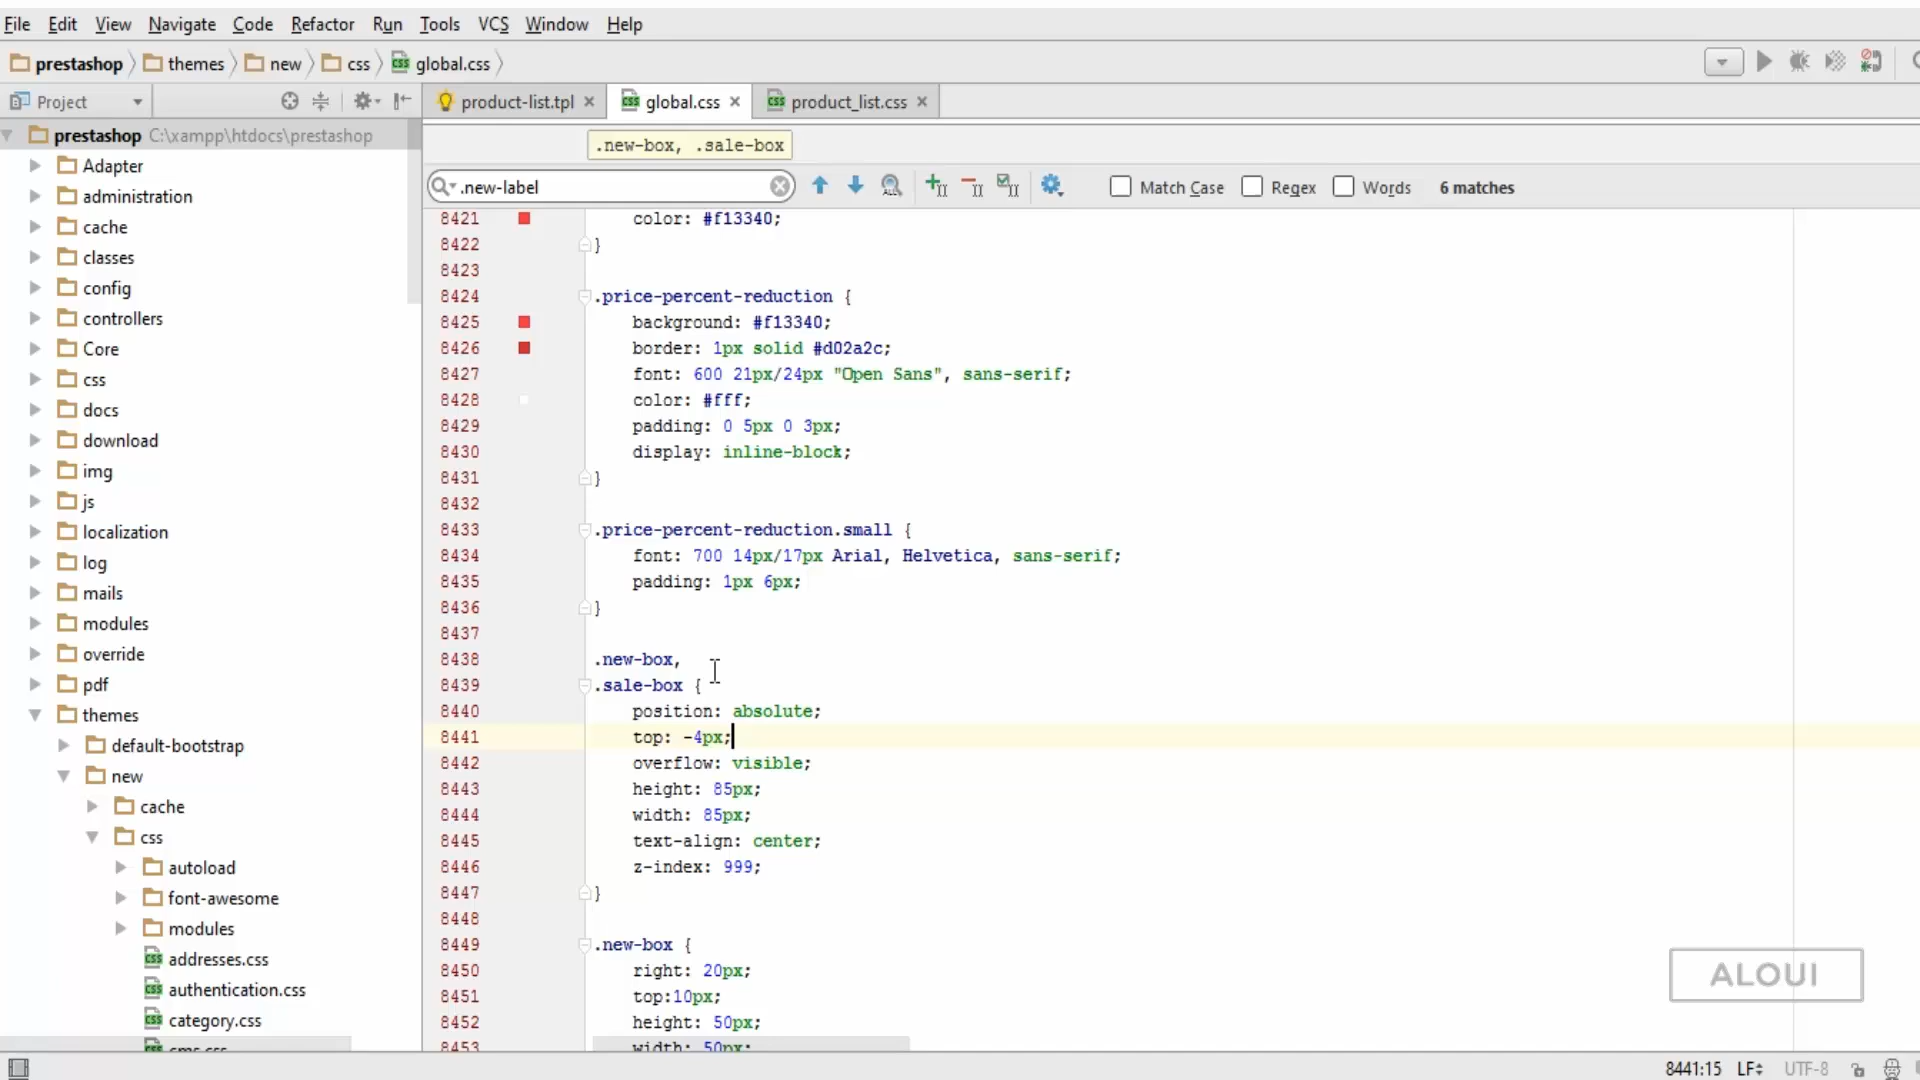 File Edit View Navigate Code Refactor Run Tools VCS Window Help
prestashop themes new css global.css
Project
product-list.tpl global.css product_list.css
prestashop C:\xampp\htdocs\prestashop
Adapter
administration
cache
classes
config
controllers
Core
css
docs
download
img
js
localization
log
mails
modules
override
pdf
themes
default-bootstrap
new
cache
css
autoload
font-awesome
modules
addresses.css
authentication.css
category.css
cms.css
.new-box, .sale-box
.new-label Match Case Regex Words 6 matches
8421 color: #f13340;
8422 }
8423
8424 .price-percent-reduction {
8425 background: #f13340;
8426 border: 1px solid #d02a2c;
8427 font: 600 21px/24px "Open Sans", sans-serif;
8428 color: #fff;
8429 padding: 0 5px 0 3px;
8430 display: inline-block;
8431 }
8432
8433 .price-percent-reduction.small {
8434 font: 700 14px/17px Arial, Helvetica, sans-serif;
8435 padding: 1px 6px;
8436 }
8437
8438 .new-box,
8439 .sale-box {
8440 position: absolute;
8441 top: -4px;
8442 overflow: visible;
8443 height: 85px;
8444 width: 85px;
8445 text-align: center;
8446 z-index: 999;
8447 }
8448
8449 .new-box {
8450 right: 20px;
8451 top:10px;
8452 height: 50px;
8453 width: 50px;
ALOUI
8441:15 LF UTF-8